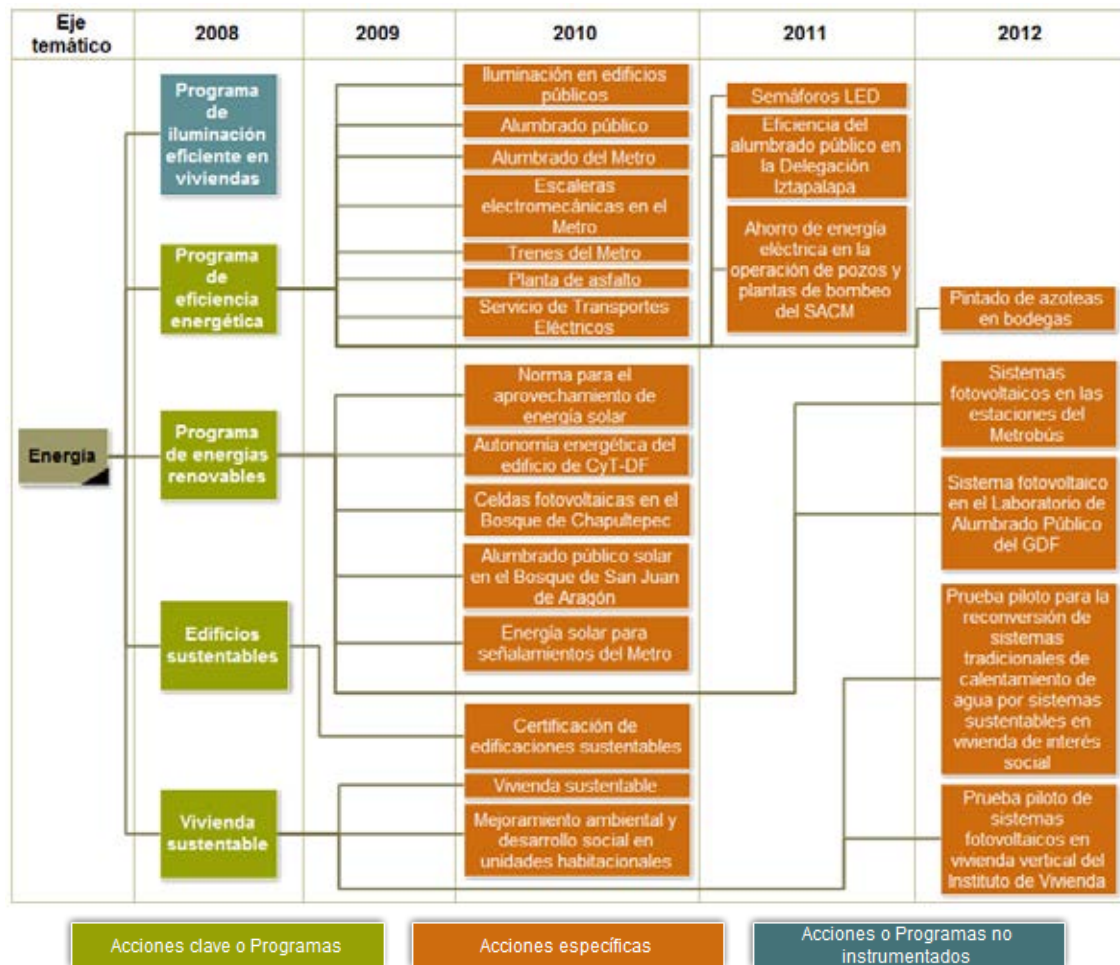 Eje
temático
2008
2009
2010
2011
2012
Energía
Programa
de
iluminación
eficiente en
viviendas
Programa
de
eficiencia
energética
Programa
de energías
renovables
Edificios
sustentables
Vivienda
sustentable
Iluminación en edificios
públicos
Alumbrado público
Alumbrado del Metro
Escaleras
electromecánicas en el
Metro
Trenes del Metro
Planta de asfalto
Servicio de Transportes
Eléctricos
Norma para el
aprovechamiento de
energía solar
Autonomía energética del
edificio de CyT-DF
Celdas fotovoltaicas en el
Bosque de Chapultepec
Alumbrado público solar
en el Bosque de San Juan
de Aragón
Energía solar para
señalamientos del Metro
Certificación de
edificaciones sustentables
Vivienda sustentable
Mejoramiento ambiental y
desarrollo social en
unidades habitacionales
Semáforos LED
Eficiencia del
alumbrado público en
la Delegación
Iztapalapa
Ahorro de energía
eléctrica en la
operación de pozos y
plantas de bombeo
del SACM
Pintado de azoteas
en bodegas
Sistemas
fotovoltaicos en las
estaciones del
Metrobús
Sistema fotovoltaico
en el Laboratorio de
Alumbrado Público
del GDF
Prueba piloto para la
reconversión de
sistemas
tradicionales de
calentamiento de
agua por sistemas
sustentables en
vivienda de interés
social
Prueba piloto de
sistemas
fotovoltaicos en
vivienda vertical del
Instituto de Vivienda
Acciones clave o Programas
Acciones específicas
Acciones o Programas no
instrumentados